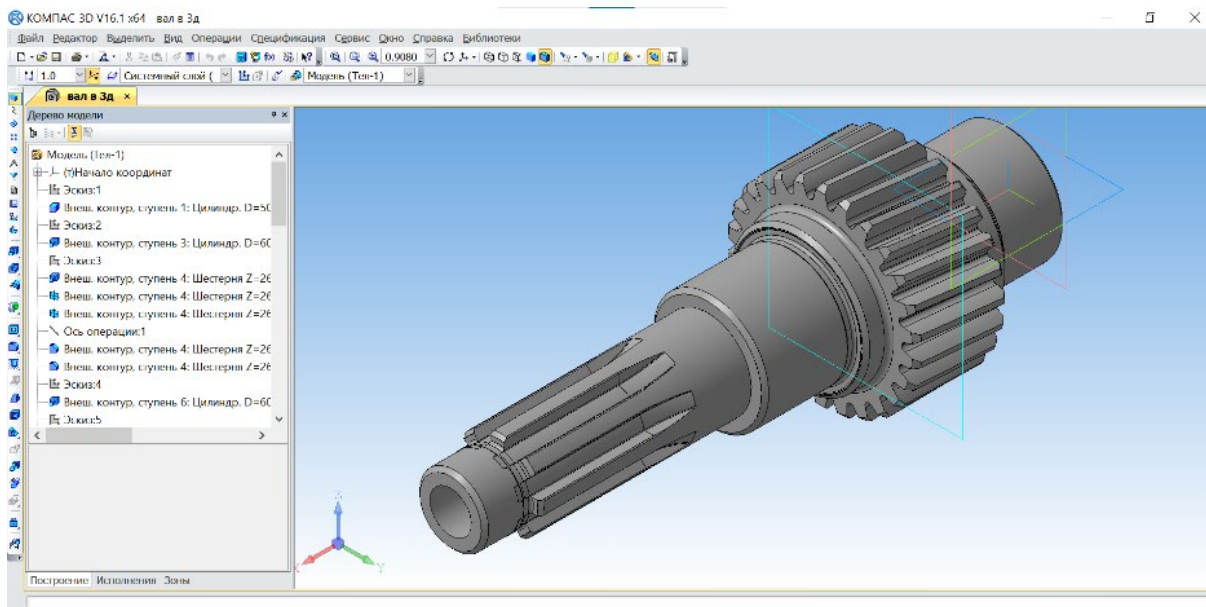 КОМПАС 3D V16.1 x64 вал в 3д
Файл Редактор Выделить Вид Операции Спецификация Сервис Окно Справка Библиотеки
0.9080
1.0 Системный слой ( Модель (Тел-1)
вал в 3д ×
Дерево модели
Модель (Тел-1)
(т)Начало координат
Эскиз:1
Внеш. контур, ступень 1: Цилиндр. D=50
Эскиз:2
Внеш. контур, ступень 3: Цилиндр. D=60
Эскиз:3
Внеш. контур, ступень 4: Шестерня Z=26
Внеш. контур, ступень 4: Шестерня Z=26
Внеш. контур, ступень 4: Шестерня Z=26
Ось операции:1
Внеш. контур, ступень 4: Шестерня Z=26
Внеш. контур, ступень 4: Шестерня Z=26
Эскиз:4
Внеш. контур, ступень 6: Цилиндр. D=60
Эскиз:5
Z
X Y
Построение Исполнения Зоны